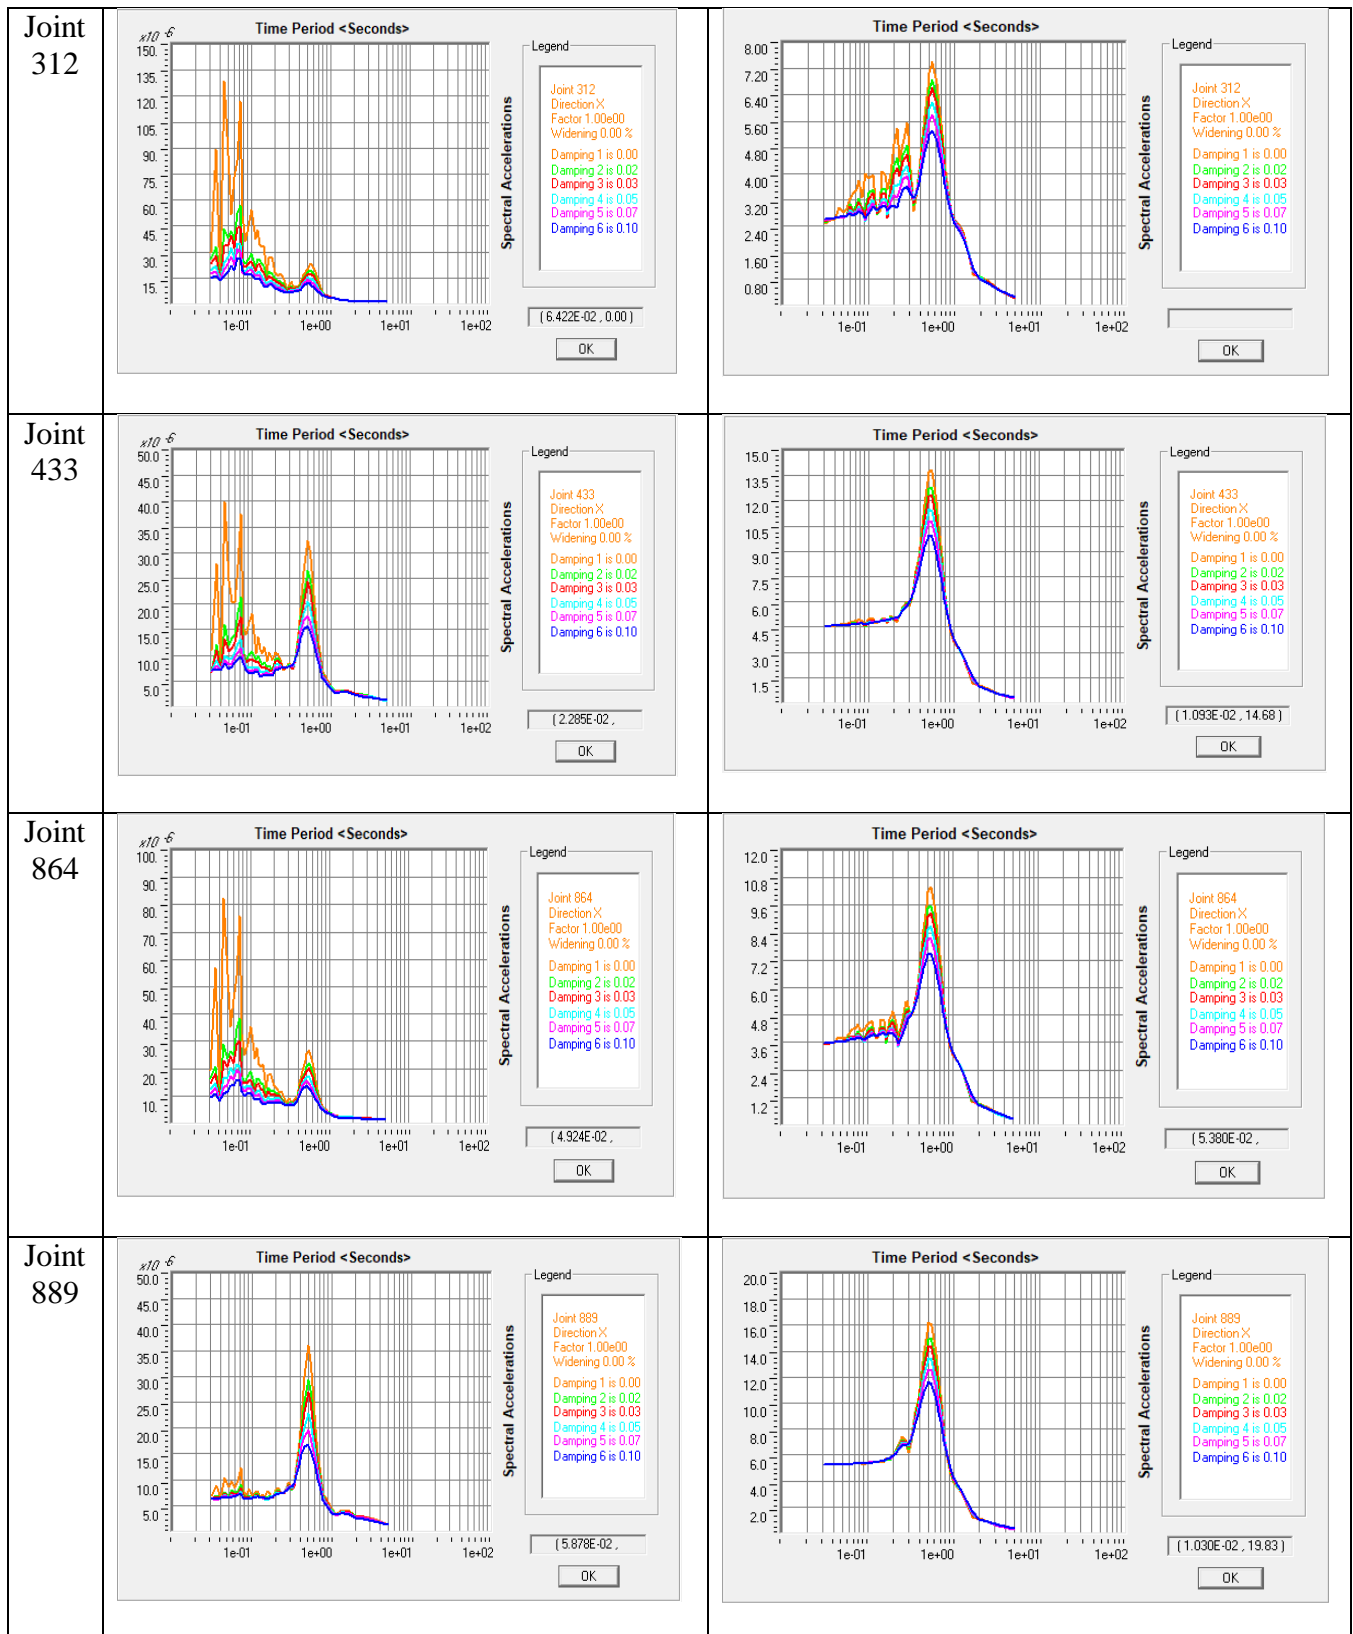 Joint
312
Time Period <Seconds>
x10 -6
150.
135.
120.
105.
90.
75.
60.
45.
30.
15.
1e-01 1e+00 1e+01 1e+02
Spectral Accelerations
Legend
Joint 312
Direction X
Factor 1.00e00
Widening 0.00 %
Damping 1 is 0.00
Damping 2 is 0.02
Damping 3 is 0.03
Damping 4 is 0.05
Damping 5 is 0.07
Damping 6 is 0.10
( 6.422E-02 , 0.00 )
OK
Time Period <Seconds>
8.00
7.20
6.40
5.60
4.80
4.00
3.20
2.40
1.60
0.80
1e-01 1e+00 1e+01 1e+02
Spectral Accelerations
Legend
Joint 312
Direction X
Factor 1.00e00
Widening 0.00 %
Damping 1 is 0.00
Damping 2 is 0.02
Damping 3 is 0.03
Damping 4 is 0.05
Damping 5 is 0.07
Damping 6 is 0.10
OK
Joint
433
Time Period <Seconds>
x10 -6
50.0
45.0
40.0
35.0
30.0
25.0
20.0
15.0
10.0
5.0
1e-01 1e+00 1e+01 1e+02
Spectral Accelerations
Legend
Joint 433
Direction X
Factor 1.00e00
Widening 0.00 %
Damping 1 is 0.00
Damping 2 is 0.02
Damping 3 is 0.03
Damping 4 is 0.05
Damping 5 is 0.07
Damping 6 is 0.10
( 2.285E-02 ,
OK
Time Period <Seconds>
15.0
13.5
12.0
10.5
9.0
7.5
6.0
4.5
3.0
1.5
1e-01 1e+00 1e+01 1e+02
Spectral Accelerations
Legend
Joint 433
Direction X
Factor 1.00e00
Widening 0.00 %
Damping 1 is 0.00
Damping 2 is 0.02
Damping 3 is 0.03
Damping 4 is 0.05
Damping 5 is 0.07
Damping 6 is 0.10
( 1.093E-02 , 14.68 )
OK
Joint
864
Time Period <Seconds>
x10 -6
100.
90.
80.
70.
60.
50.
40.
30.
20.
10.
1e-01 1e+00 1e+01 1e+02
Spectral Accelerations
Legend
Joint 864
Direction X
Factor 1.00e00
Widening 0.00 %
Damping 1 is 0.00
Damping 2 is 0.02
Damping 3 is 0.03
Damping 4 is 0.05
Damping 5 is 0.07
Damping 6 is 0.10
( 4.924E-02 ,
OK
Time Period <Seconds>
12.0
10.8
9.6
8.4
7.2
6.0
4.8
3.6
2.4
1.2
1e-01 1e+00 1e+01 1e+02
Spectral Accelerations
Legend
Joint 864
Direction X
Factor 1.00e00
Widening 0.00 %
Damping 1 is 0.00
Damping 2 is 0.02
Damping 3 is 0.03
Damping 4 is 0.05
Damping 5 is 0.07
Damping 6 is 0.10
( 5.380E-02 ,
OK
Joint
889
Time Period <Seconds>
x10 -6
50.0
45.0
40.0
35.0
30.0
25.0
20.0
15.0
10.0
5.0
1e-01 1e+00 1e+01 1e+02
Spectral Accelerations
Legend
Joint 889
Direction X
Factor 1.00e00
Widening 0.00 %
Damping 1 is 0.00
Damping 2 is 0.02
Damping 3 is 0.03
Damping 4 is 0.05
Damping 5 is 0.07
Damping 6 is 0.10
( 5.878E-02 ,
OK
Time Period <Seconds>
20.0
18.0
16.0
14.0
12.0
10.0
8.0
6.0
4.0
2.0
1e-01 1e+00 1e+01 1e+02
Spectral Accelerations
Legend
Joint 889
Direction X
Factor 1.00e00
Widening 0.00 %
Damping 1 is 0.00
Damping 2 is 0.02
Damping 3 is 0.03
Damping 4 is 0.05
Damping 5 is 0.07
Damping 6 is 0.10
( 1.030E-02 , 19.83 )
OK